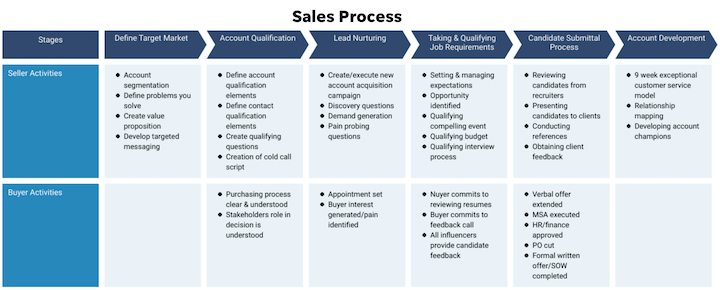 Sales Process
Stages
Define Target Market
Account Qualification
Lead Nurturing
Taking & Qualifying
Job Requirements
Candidate Submittal
Process
Account Development
Seller Activities
Account
segmentation
Define problems you
solve
Create value
proposition
Develop targeted
messaging
Define account
qualification
elements
Define contact
qualification
elements
Create qualifying
questions
Creation of cold call
script
Create/execute new
account acquisition
campaign
Discovery questions
Demand generation
Pain probing
questions
Setting & managing
expectations
Opportunity
identified
Qualifying
compelling event
Qualifying budget
Qualifying interview
process
Reviewing
candidates from
recruiters
Presenting
candidates to clients
Conducting
references
Obtaining client
feedback
9 week exceptional
customer service
model
Relationship
mapping
Developing account
champions
Buyer Activities
Purchasing process
clear & understood
Stakeholders role in
decision is
understood
Appointment set
Buyer interest
generated/pain
identified
Nuyer commits to
reviewing resumes
Buyer commits to
feedback call
All influencers
provide candidate
feedback
Verbal offer
extended
MSA executed
HR/finance
approved
PO cut
Formal written
offer/SOW
completed